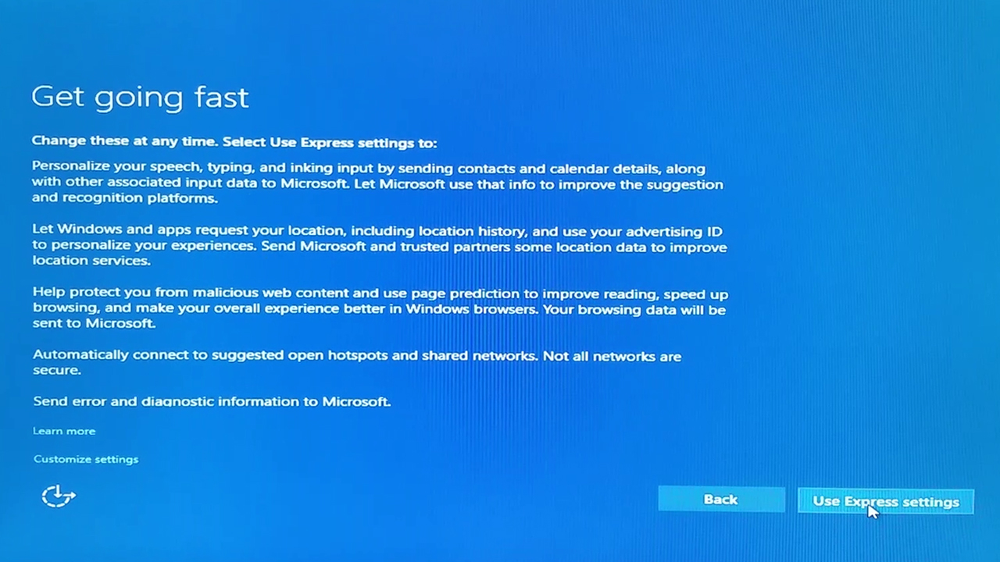 Get going fast
Change these at any time. Select Use Express settings to:
Personalize your speech, typing, and inking input by sending contacts and calendar details, along
with other associated input data to Microsoft. Let Microsoft use that info to improve the suggestion
and recognition platforms.
Let Windows and apps request your location, including location history, and use your advertising ID
to personalize your experiences. Send Microsoft and trusted partners some location data to improve
location services.
Help protect you from malicious web content and use page prediction to improve reading, speed up
browsing, and make your overall experience better in Windows browsers. Your browsing data will be
sent to Microsoft.
Automatically connect to suggested open hotspots and shared networks. Not all networks are
secure.
Send error and diagnostic information to Microsoft.
Learn more
Customize settings
Back
Use Express settings